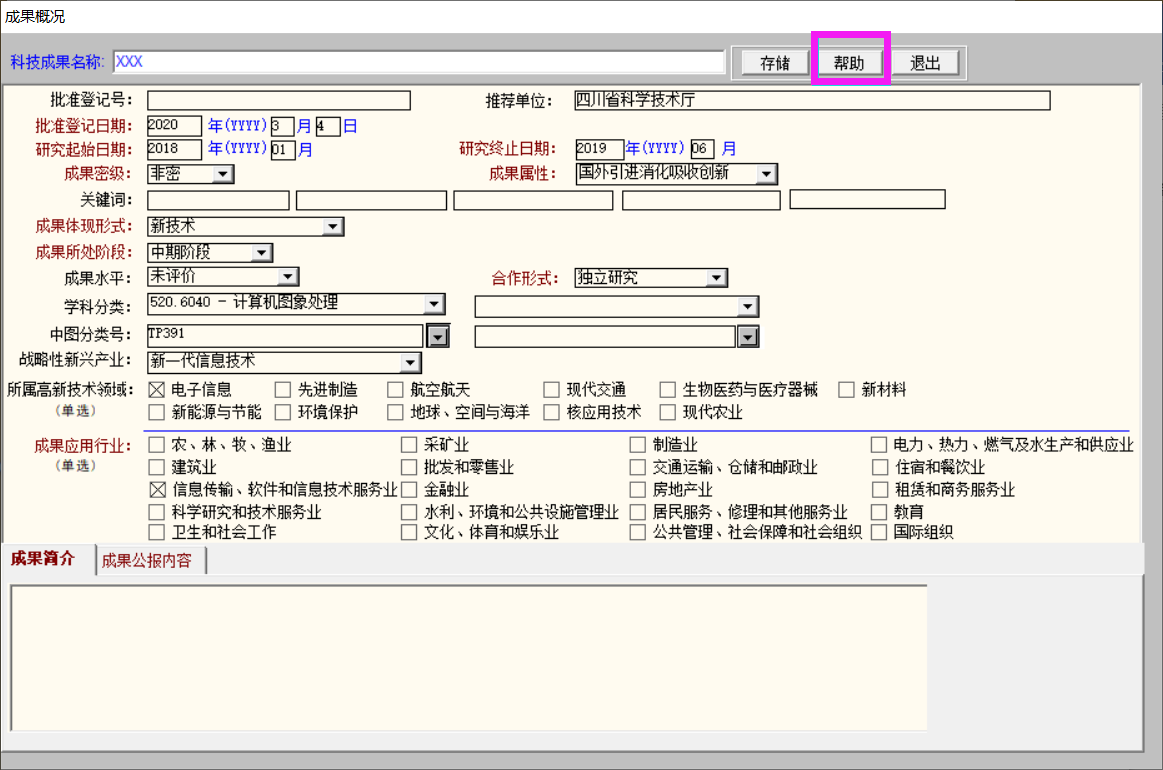 成果概况
科技成果名称: XXX 存储 帮助 退出
批准登记号: 推荐单位: 四川省科学技术厅
批准登记日期: 2020 年(YYYY) 3 月 4 日
研究起始日期: 2018 年(YYYY) 01 月 研究终止日期: 2019 年(YYYY) 06 月
成果密级: 非密 成果属性: 国外引进消化吸收创新
关键词:
成果体现形式: 新技术
成果所处阶段: 中期阶段
成果水平: 未评价 合作形式: 独立研究
学科分类: 520.6040 - 计算机图象处理
中图分类号: TP391
战略性新兴产业: 新一代信息技术
所属高新技术领域: 电子信息 先进制造 航空航天 现代交通 生物医药与医疗器械 新材料
(单选) 新能源与节能 环境保护 地球、空间与海洋 核应用技术 现代农业
成果应用行业: 农、林、牧、渔业 采矿业 制造业 电力、热力、燃气及水生产和供应业
(单选) 建筑业 批发和零售业 交通运输、仓储和邮政业 住宿和餐饮业
信息传输、软件和信息技术服务业 金融业 房地产业 租赁和商务服务业
科学研究和技术服务业 水利、环境和公共设施管理业 居民服务、修理和其他服务业 教育
卫生和社会工作 文化、体育和娱乐业 公共管理、社会保障和社会组织 国际组织
成果简介 成果公报内容